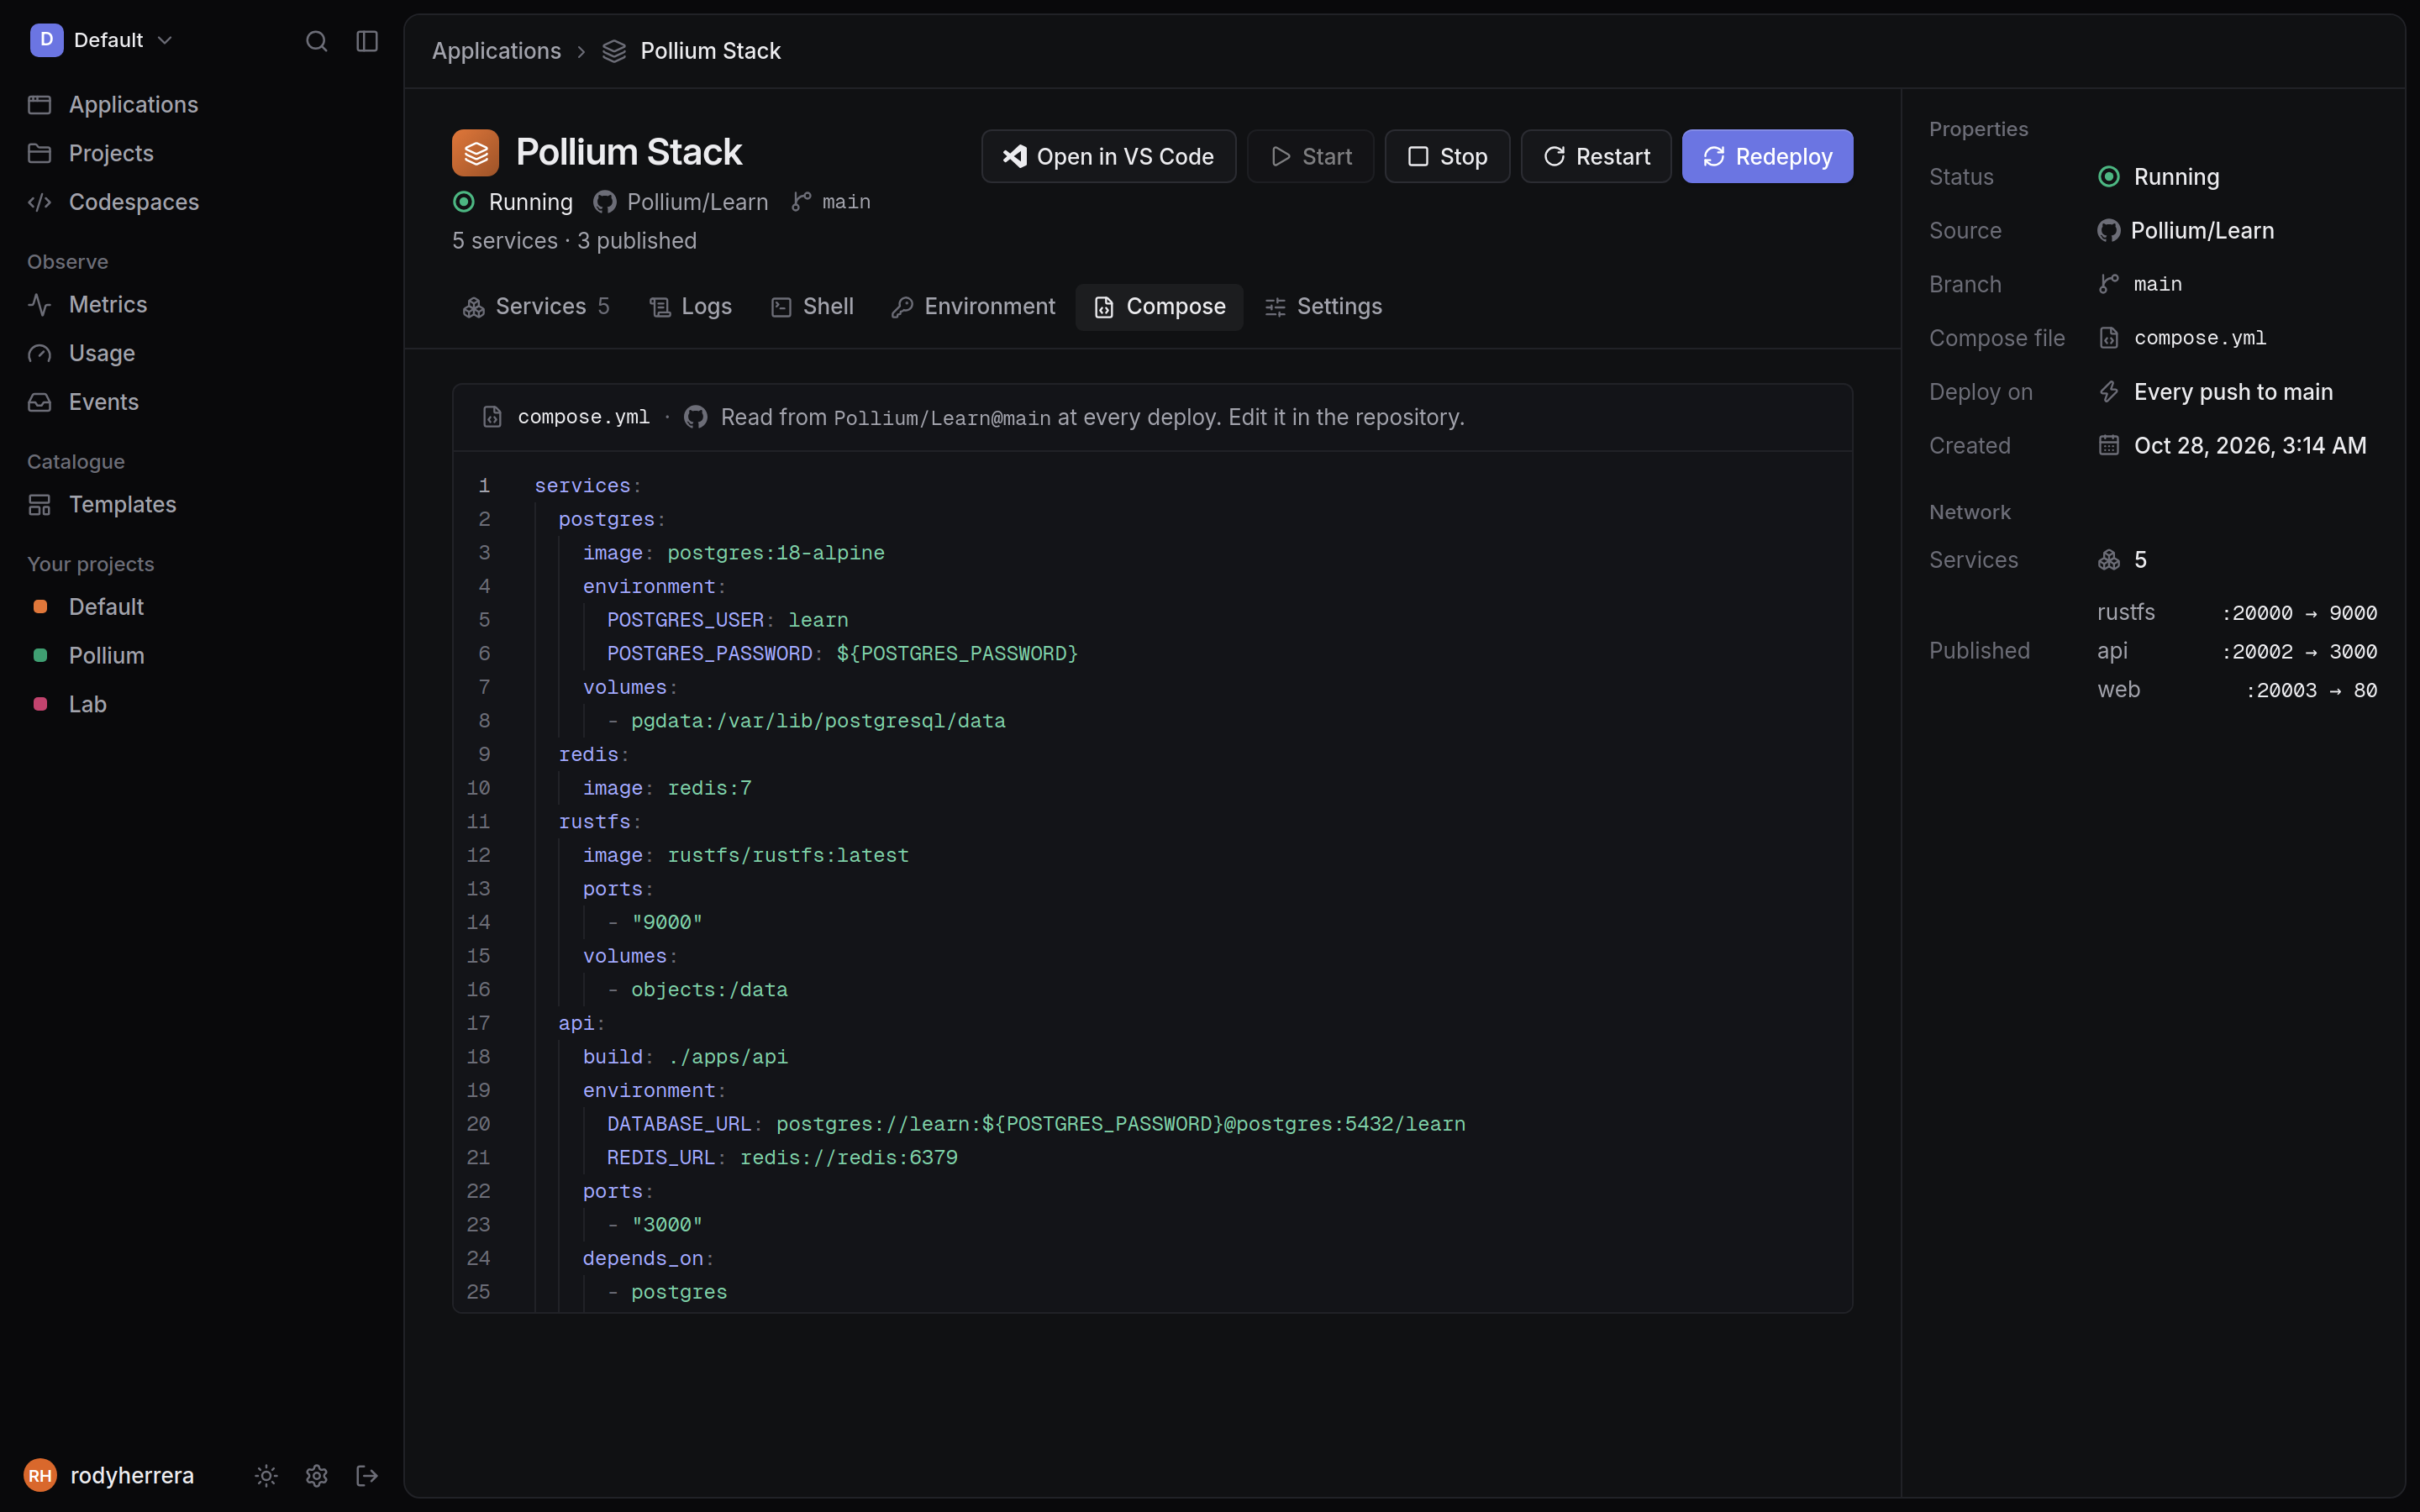 D Default
Applications
Projects
Codespaces
Observe
Metrics
Usage
Events
Catalogue
Templates
Your projects
Default
Pollium
Lab
RH rodyherrera
Applications > Pollium Stack
Pollium Stack
Open in VS Code
Start
Stop
Restart
Redeploy
Running Pollium/Learn main
5 services · 3 published
Services 5
Logs
Shell
Environment
Compose
Settings
compose.yml · Read from Pollium/Learn@main at every deploy. Edit it in the repository.
1 services:
2 postgres:
3 image: postgres:18-alpine
4 environment:
5 POSTGRES_USER: learn
6 POSTGRES_PASSWORD: ${POSTGRES_PASSWORD}
7 volumes:
8 - pgdata:/var/lib/postgresql/data
9 redis:
10 image: redis:7
11 rustfs:
12 image: rustfs/rustfs:latest
13 ports:
14 - "9000"
15 volumes:
16 - objects:/data
17 api:
18 build: ./apps/api
19 environment:
20 DATABASE_URL: postgres://learn:${POSTGRES_PASSWORD}@postgres:5432/learn
21 REDIS_URL: redis://redis:6379
22 ports:
23 - "3000"
24 depends_on:
25 - postgres
Properties
Status Running
Source Pollium/Learn
Branch main
Compose file compose.yml
Deploy on Every push to main
Created Oct 28, 2026, 3:14 AM
Network
Services 5
rustfs :20000 → 9000
Published api :20002 → 3000
web :20003 → 80